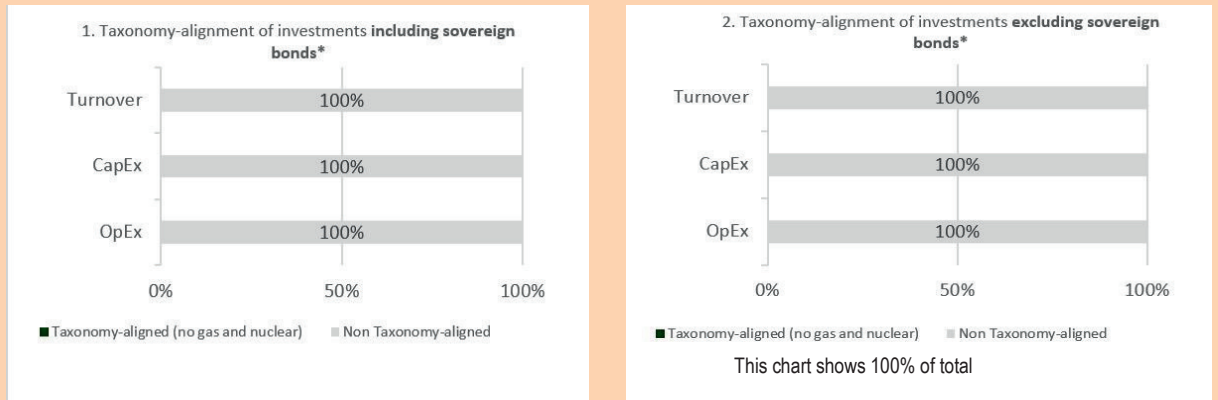 1. Taxonomy-alignment of investments including sovereign
bonds*
Turnover
100%
CapEx
100%
OpEx
100%
0%
50%
100%
Taxonomy-aligned (no gas and nuclear)
Non Taxonomy-aligned
2. Taxonomy-alignment of investments excluding sovereign
bonds*
Turnover
100%
CapEx
100%
OpEx
100%
0%
50%
100%
Taxonomy-aligned (no gas and nuclear)
Non Taxonomy-aligned
This chart shows 100% of total